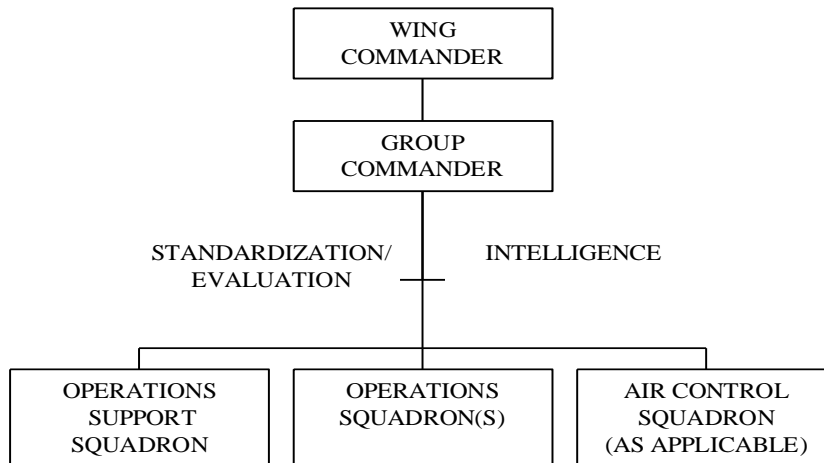 WING
COMMANDER
GROUP
COMMANDER
STANDARDIZATION/
EVALUATION
INTELLIGENCE
OPERATIONS
SUPPORT
SQUADRON
OPERATIONS
SQUADRON(S)
AIR CONTROL
SQUADRON
(AS APPLICABLE)